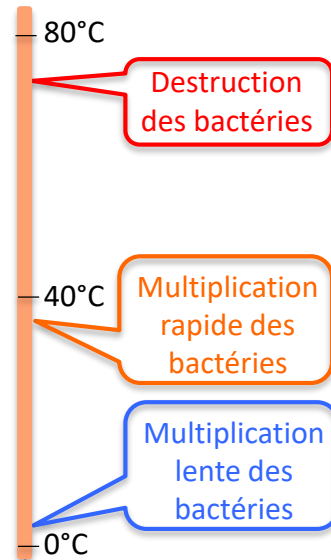 80°C
Destruction
des bactéries
40°C
Multiplication
rapide des
bactéries
Multiplication
lente des
bactéries
0°C